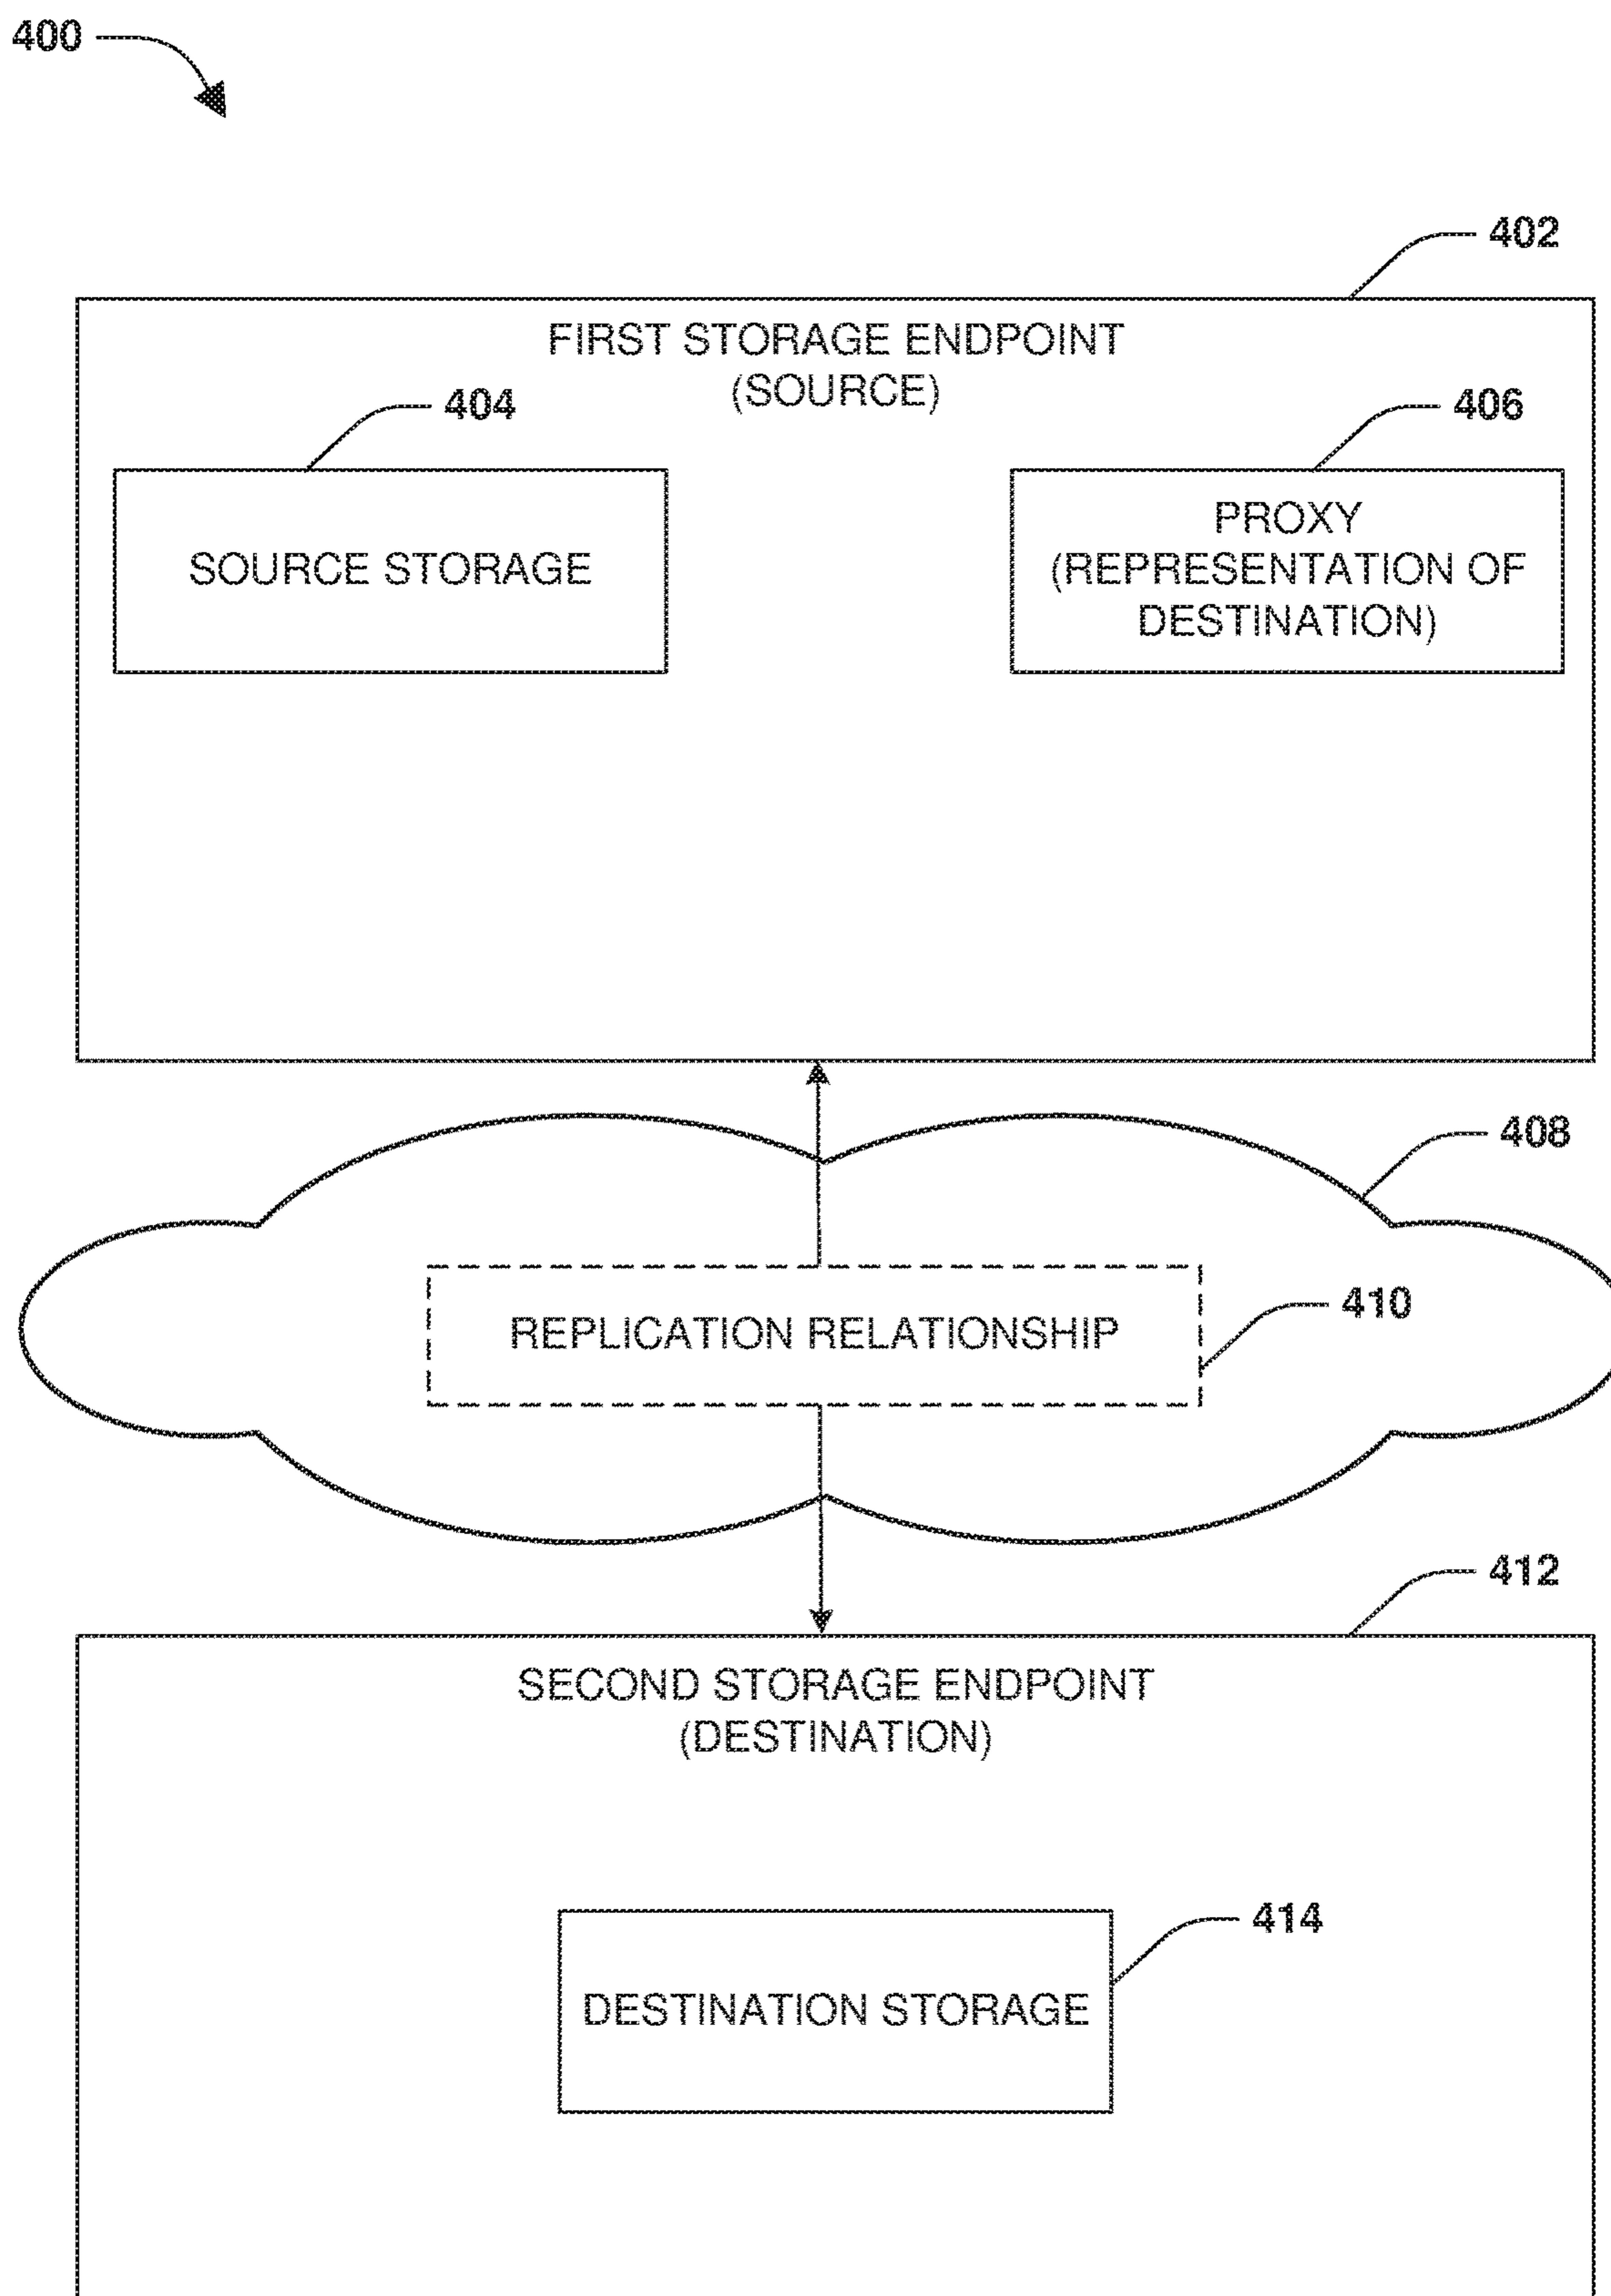 400
402
FIRST STORAGE ENDPOINT
(SOURCE)
404
406
SOURCE STORAGE
PROXY
(REPRESENTATION OF
DESTINATION)
408
REPLICATION RELATIONSHIP
410
412
SECOND STORAGE ENDPOINT
(DESTINATION)
414
DESTINATION STORAGE